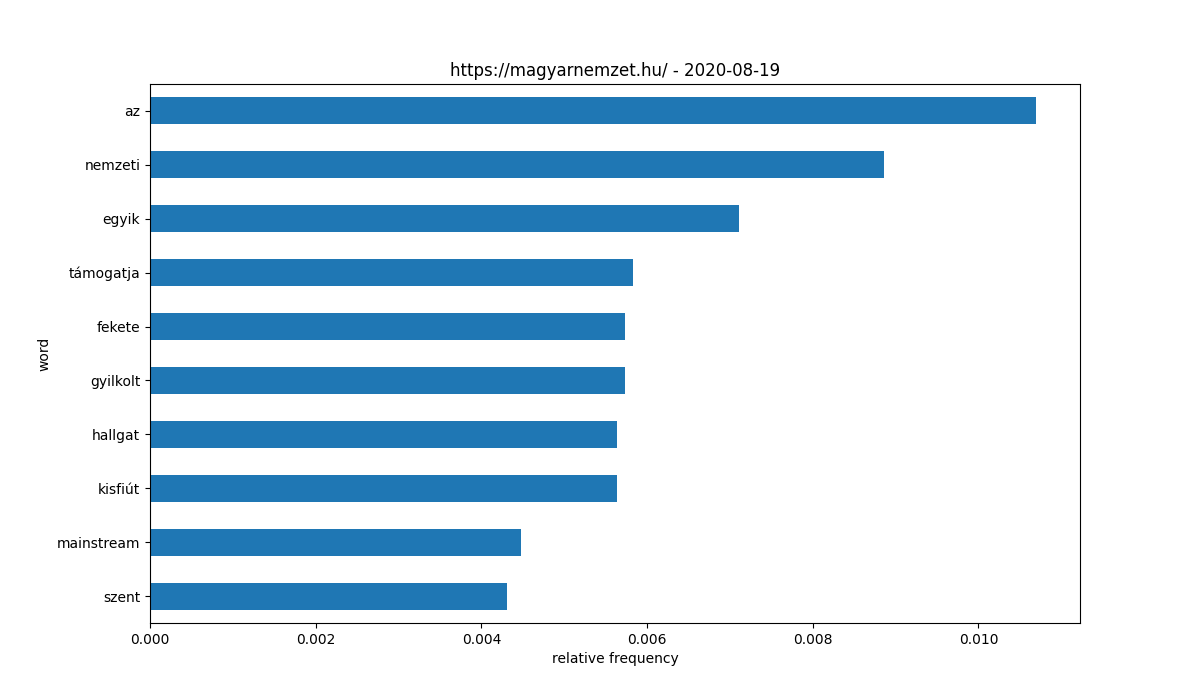 https://magyarnemzet.hu/ - 2020-08-19
az
nemzeti
egyik
támogatja
fekete
gyilkolt
hallgat
kisfiút
mainstream
szent
word
0.000 0.002 0.004 0.006 0.008 0.010
relative frequency